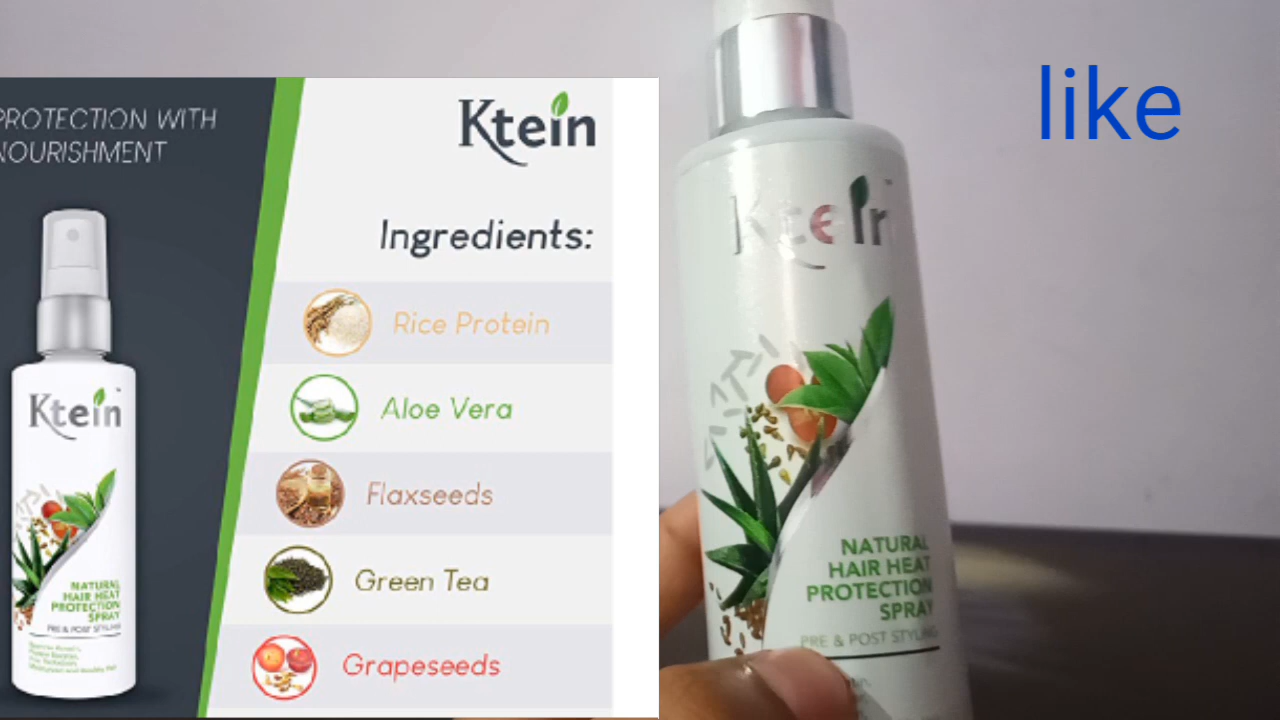 PROTECTION WITH
NOURISHMENT
Ktein
Ingredients:
Rice Protein
Aloe Vera
Flaxseeds
Green Tea
Grapeseeds
Ktein
NATURAL
HAIR HEAT
PROTECTION
SPRAY
PRE & POST STYLING
like
Ktein
NATURAL
HAIR HEAT
PROTECTION
SPRAY
PRE & POST STYLING